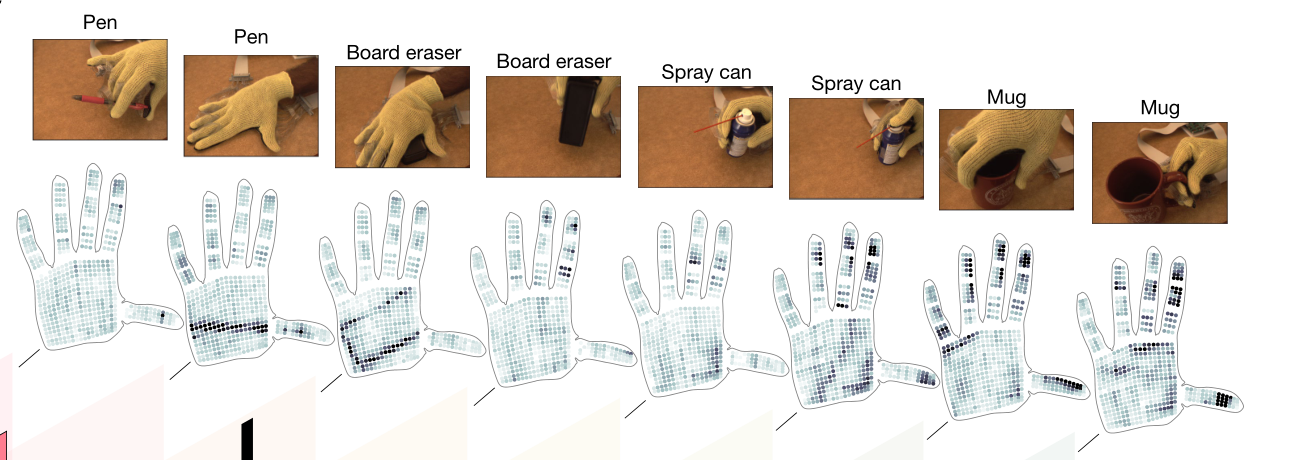 Pen
Pen
Board eraser
Board eraser
Spray can
Spray can
Mug
Mug